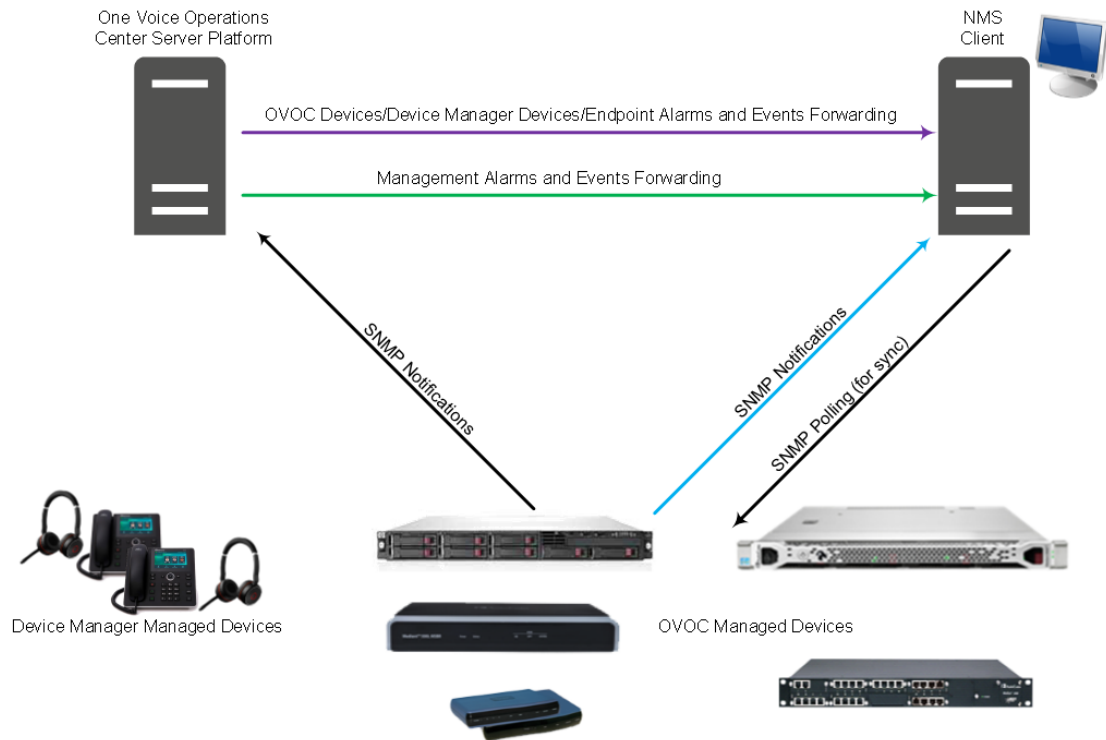 One Voice Operations
Center Server Platform
NMS
Client
OVOC Devices/Device Manager Devices/Endpoint Alarms and Events Forwarding
Management Alarms and Events Forwarding
SNMP Notifications
SNMP Notifications
SNMP Polling (for sync)
Device Manager Managed Devices
OVOC Managed Devices